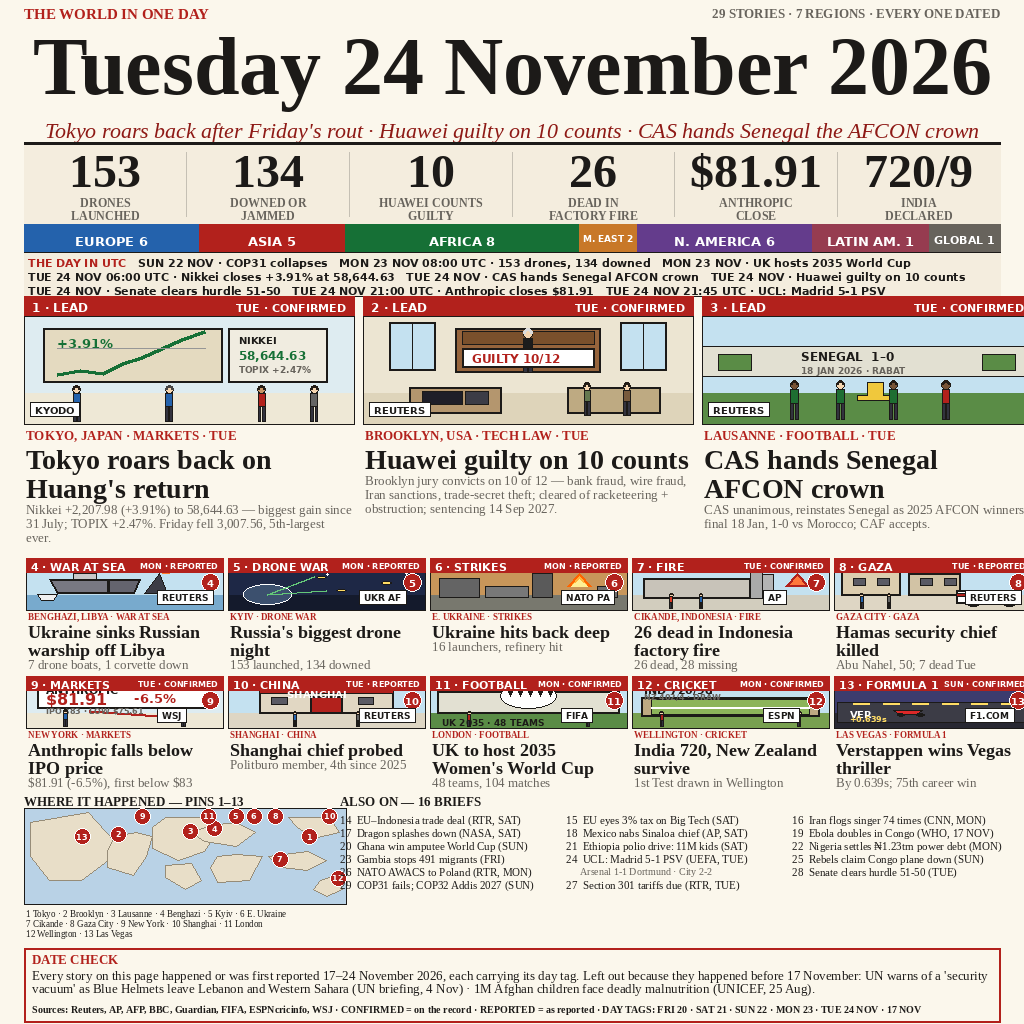 THE WORLD IN ONE DAY
29 STORIES · 7 REGIONS · EVERY ONE DATED
Tuesday 24 November 2026
Tokyo roars back after Friday's rout · Huawei guilty on 10 counts · CAS hands Senegal the AFCON crown
153
DRONES
LAUNCHED
134
DOWNED OR
JAMMED
10
HUAWEI COUNTS
GUILTY
26
DEAD IN
FACTORY FIRE
$81.91
ANTHROPIC
CLOSE
720/9
INDIA
DECLARED
EUROPE 6
ASIA 5
AFRICA 8
M. EAST 2
N. AMERICA 6
LATIN AM. 1
GLOBAL 1
THE DAY IN UTC SUN 22 NOV · COP31 collapses MON 23 NOV 08:00 UTC · 153 drones, 134 downed MON 23 NOV · UK hosts 2035 World Cup
TUE 24 NOV 06:00 UTC · Nikkei closes +3.91% at 58,644.63 TUE 24 NOV · CAS hands Senegal AFCON crown TUE 24 NOV · Huawei guilty on 10 counts
TUE 24 NOV · Senate clears hurdle 51-50 TUE 24 NOV 21:00 UTC · Anthropic closes $81.91 TUE 24 NOV 21:45 UTC · UCL: Madrid 5-1 PSV
1 · LEAD
TUE · CONFIRMED
+3.91%
NIKKEI
58,644.63
TOPIX +2.47%
KYODO
TOKYO, JAPAN · MARKETS · TUE
Tokyo roars back on
Huang's return
Nikkei +2,207.98 (+3.91%) to 58,644.63 — biggest gain since
31 July; TOPIX +2.47%. Friday fell 3,007.56, 5th-largest
ever.
2 · LEAD
TUE · CONFIRMED
GUILTY 10/12
REUTERS
BROOKLYN, USA · TECH LAW · TUE
Huawei guilty on 10 counts
Brooklyn jury convicts on 10 of 12 — bank fraud, wire fraud,
Iran sanctions, trade-secret theft; cleared of racketeering +
obstruction; sentencing 14 Sep 2027.
3 · LEAD
TUE · CONFIRMED
SENEGAL 1-0
18 JAN 2026 · RABAT
REUTERS
LAUSANNE · FOOTBALL · TUE
CAS hands Senegal
AFCON crown
CAS unanimous, reinstates Senegal as 2025 AFCON winners
final 18 Jan, 1-0 vs Morocco; CAF accepts.
4 · WAR AT SEA
MON · REPORTED
4
REUTERS
BENGHAZI, LIBYA · WAR AT SEA
Ukraine sinks Russian
warship off Libya
7 drone boats, 1 corvette down
5 · DRONE WAR
MON · REPORTED
5
UKR AF
KYIV · DRONE WAR
Russia's biggest drone
night
153 launched, 134 downed
6 · STRIKES
MON · REPORTED
6
NATO PA
E. UKRAINE · STRIKES
Ukraine hits back deep
16 launchers, refinery hit
7 · FIRE
TUE · CONFIRMED
7
AP
CIKANDE, INDONESIA · FIRE
26 dead in Indonesia
factory fire
26 dead, 28 missing
8 · GAZA
TUE · REPORTED
8
REUTERS
GAZA CITY · GAZA
Hamas security chief
killed
Abu Nahel, 50; 7 dead Tue
9 · MARKETS
TUE · CONFIRMED
$81.91
-6.5%
9
WSJ
NEW YORK · MARKETS
Anthropic falls below
IPO price
$81.91 (-6.5%), first below $83
10 · CHINA
TUE · REPORTED
SHANGHAI
10
REUTERS
SHANGHAI · CHINA
Shanghai chief probed
Politburo member, 4th since 2025
11 · FOOTBALL
MON · CONFIRMED
11
UK 2035 · 48 TEAMS
FIFA
LONDON · FOOTBALL
UK to host 2035
Women's World Cup
48 teams, 104 matches
12 · CRICKET
MON · CONFIRMED
12
ESPN
WELLINGTON · CRICKET
India 720, New Zealand
survive
1st Test drawn in Wellington
13 · FORMULA 1
SUN · CONFIRMED
13
VER
+0.639s
F1.COM
LAS VEGAS · FORMULA 1
Verstappen wins Vegas
thriller
By 0.639s; 75th career win
WHERE IT HAPPENED — PINS 1–13
13
2
9
3
11
4
5
6
8
10
1
7
12
1 Tokyo · 2 Brooklyn · 3 Lausanne · 4 Benghazi · 5 Kyiv · 6 E. Ukraine
7 Cikande · 8 Gaza City · 9 New York · 10 Shanghai · 11 London
12 Wellington · 13 Las Vegas
ALSO ON — 16 BRIEFS
14 EU–Indonesia trade deal (RTR, SAT)
15 EU eyes 3% tax on Big Tech (SAT)
16 Iran flogs singer 74 times (CNN, MON)
17 Dragon splashes down (NASA, SAT)
18 Mexico nabs Sinaloa chief (AP, SAT)
19 Ebola doubles in Congo (WHO, 17 NOV)
20 Ghana win amputee World Cup (SUN)
21 Ethiopia polio drive: 11M kids (SAT)
22 Nigeria settles ₦1.23tm power debt (MON)
23 Gambia stops 491 migrants (FRI)
24 UCL: Madrid 5-1 PSV (UEFA, TUE)
Arsenal 1-1 Dortmund · City 2-2
25 Rebels claim Congo plane down (SUN)
26 NATO AWACS to Poland (RTR, MON)
27 Section 301 tariffs due (RTR, TUE)
28 Senate clears hurdle 51-50 (TUE)
29 COP31 fails; COP32 Addis 2027 (SUN)
DATE CHECK
Every story on this page happened or was first reported 17–24 November 2026, each carrying its day tag. Left out because they happened before 17 November: UN warns of a 'security
vacuum' as Blue Helmets leave Lebanon and Western Sahara (UN briefing, 4 Nov) · 1M Afghan children face deadly malnutrition (UNICEF, 25 Aug).
Sources: Reuters, AP, AFP, BBC, Guardian, FIFA, ESPNcricinfo, WSJ · CONFIRMED = on the record · REPORTED = as reported · DAY TAGS: FRI 20 · SAT 21 · SUN 22 · MON 23 · TUE 24 NOV · 17 NOV